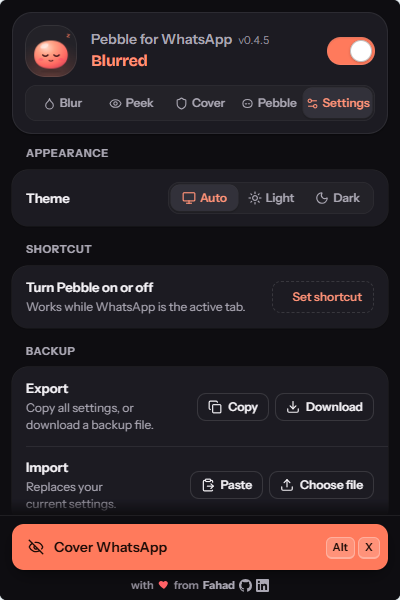 Pebble for WhatsApp v0.4.5
Blurred
Blur Peek Cover Pebble Settings
APPEARANCE
Theme Auto Light Dark
SHORTCUT
Turn Pebble on or off
Works while WhatsApp is the active tab.
Set shortcut
BACKUP
Export
Copy all settings, or
download a backup file.
Copy Download
Import
Replaces your
current settings.
Paste Choose file
Cover WhatsApp Alt X
with ❤ from Fahad